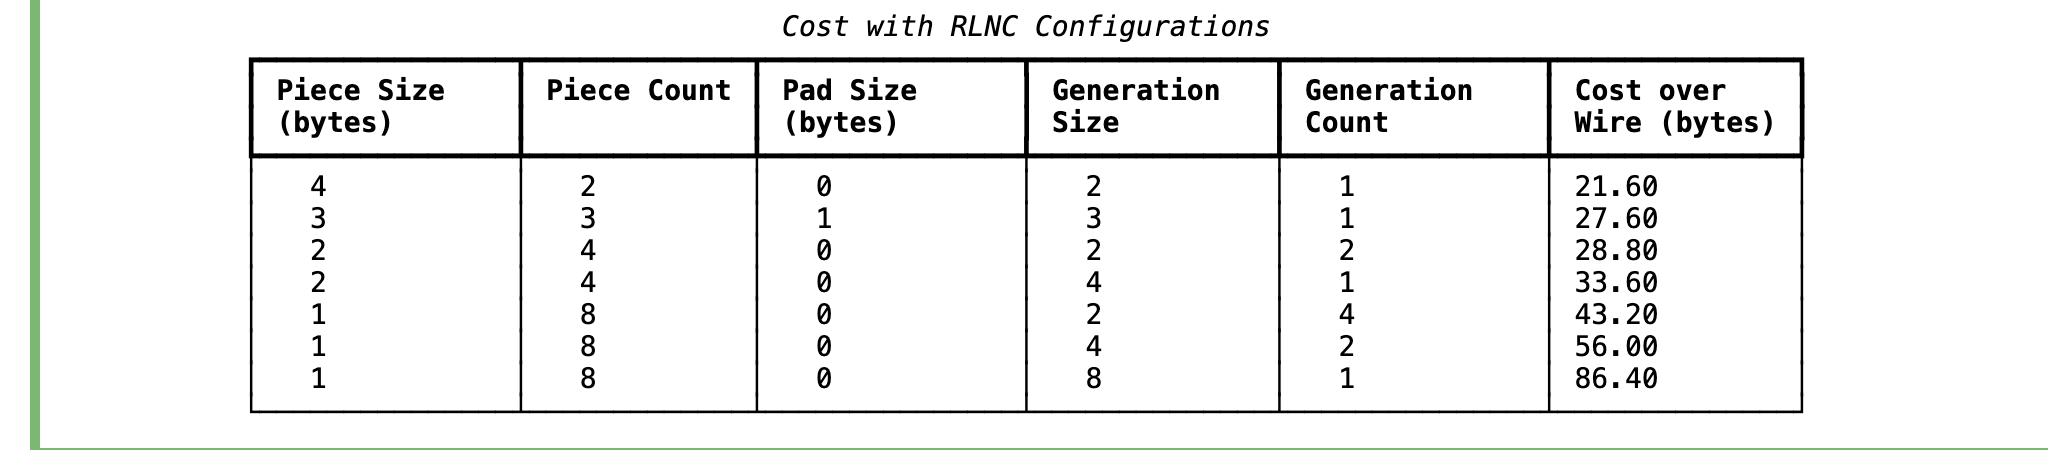 Cost with RLNC Configurations
Piece Size (bytes) Piece Count Pad Size (bytes) Generation Size Generation Count Cost over Wire (bytes)
4 2 0 2 1 21.60
3 3 1 3 1 27.60
2 4 0 2 2 28.80
2 4 0 4 1 33.60
1 8 0 2 4 43.20
1 8 0 4 2 56.00
1 8 0 8 1 86.40